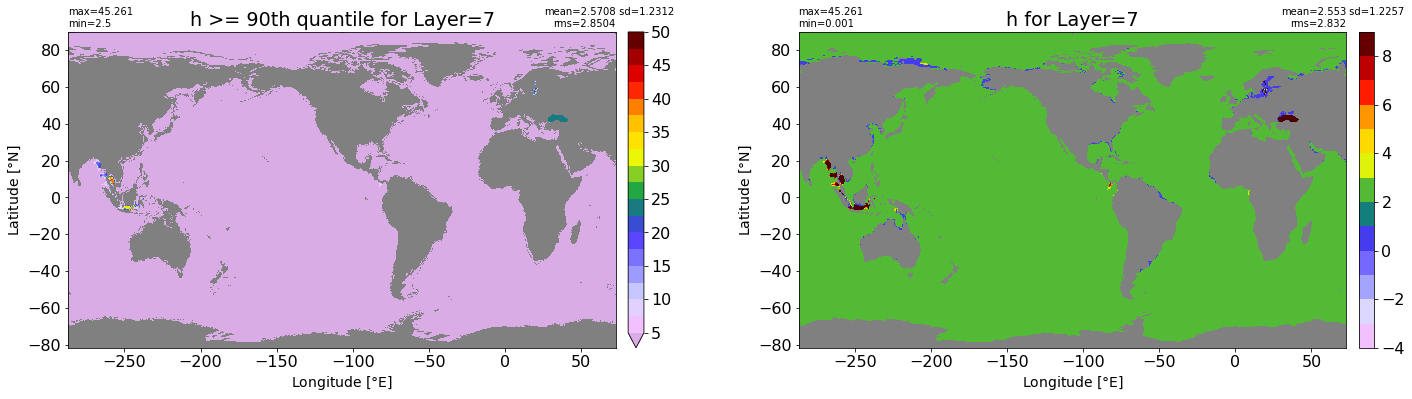 max=45.261
min=2.5
h >= 90th quantile for Layer=7
mean=2.5708 sd=1.2312
rms=2.8504
80
60
40
20
0
−20
−40
−60
−80
Latitude [°N]
−250 −200 −150 −100 −50 0 50
Longitude [°E]
50
45
40
35
30
25
20
15
10
5
max=45.261
min=0.001
h for Layer=7
mean=2.553 sd=1.2257
rms=2.832
80
60
40
20
0
−20
−40
−60
−80
Latitude [°N]
−250 −200 −150 −100 −50 0 50
Longitude [°E]
8
6
4
3
2
0
−2
−4